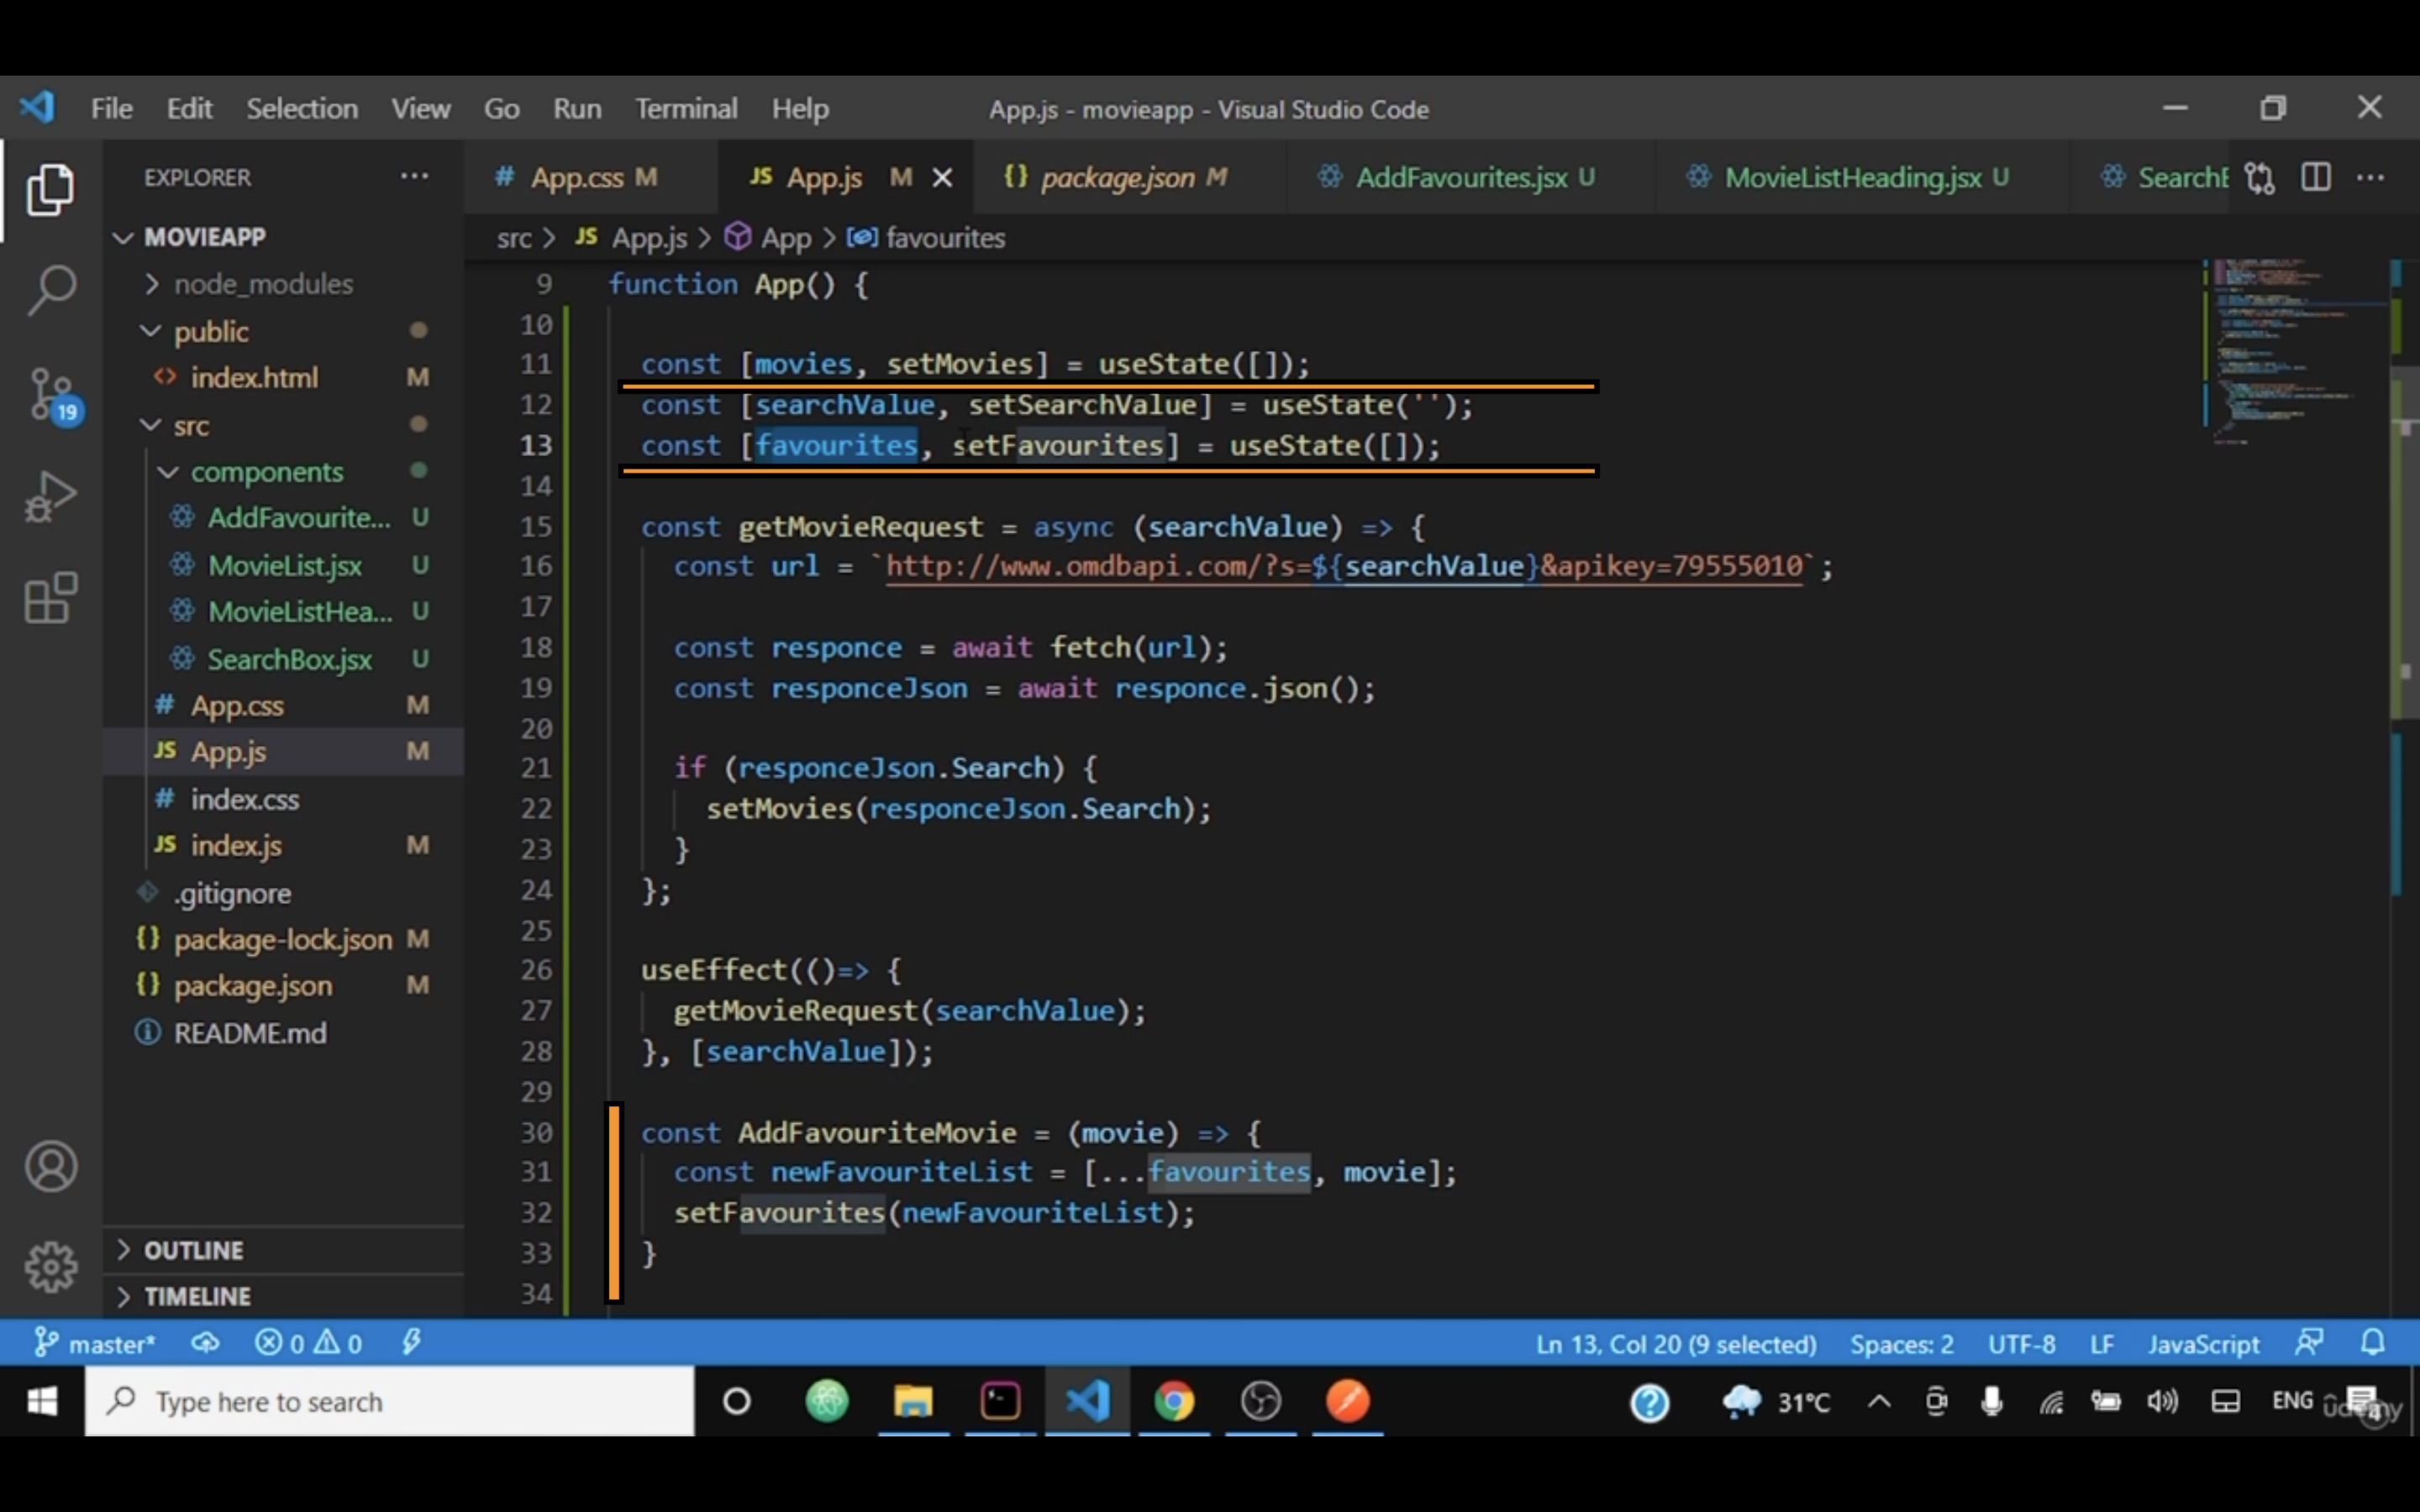 File Edit Selection View Go Run Terminal Help App.js - movieapp - Visual Studio Code
EXPLORER
# App.css M JS App.js M {} package.json M AddFavourites.jsx U MovieListHeading.jsx U SearchB
MOVIEAPP
src > JS App.js > App > favourites
node_modules
public
index.html M
src
components
AddFavourite... U
MovieList.jsx U
MovieListHea... U
SearchBox.jsx U
# App.css M
JS App.js M
# index.css
JS index.js M
.gitignore
{} package-lock.json M
{} package.json M
README.md
OUTLINE
TIMELINE
19
9 function App() {
10
11 const [movies, setMovies] = useState([]);
12 const [searchValue, setSearchValue] = useState('');
13 const [favourites, setFavourites] = useState([]);
14
15 const getMovieRequest = async (searchValue) => {
16 const url = `http://www.omdbapi.com/?s=${searchValue}&apikey=79555010`;
17
18 const responce = await fetch(url);
19 const responceJson = await responce.json();
20
21 if (responceJson.Search) {
22 setMovies(responceJson.Search);
23 }
24 };
25
26 useEffect(()=> {
27 getMovieRequest(searchValue);
28 }, [searchValue]);
29
30 const AddFavouriteMovie = (movie) => {
31 const newFavouriteList = [...favourites, movie];
32 setFavourites(newFavouriteList);
33 }
34
master* 0 0 Ln 13, Col 20 (9 selected) Spaces: 2 UTF-8 LF JavaScript
Type here to search 31°C ENG udemy